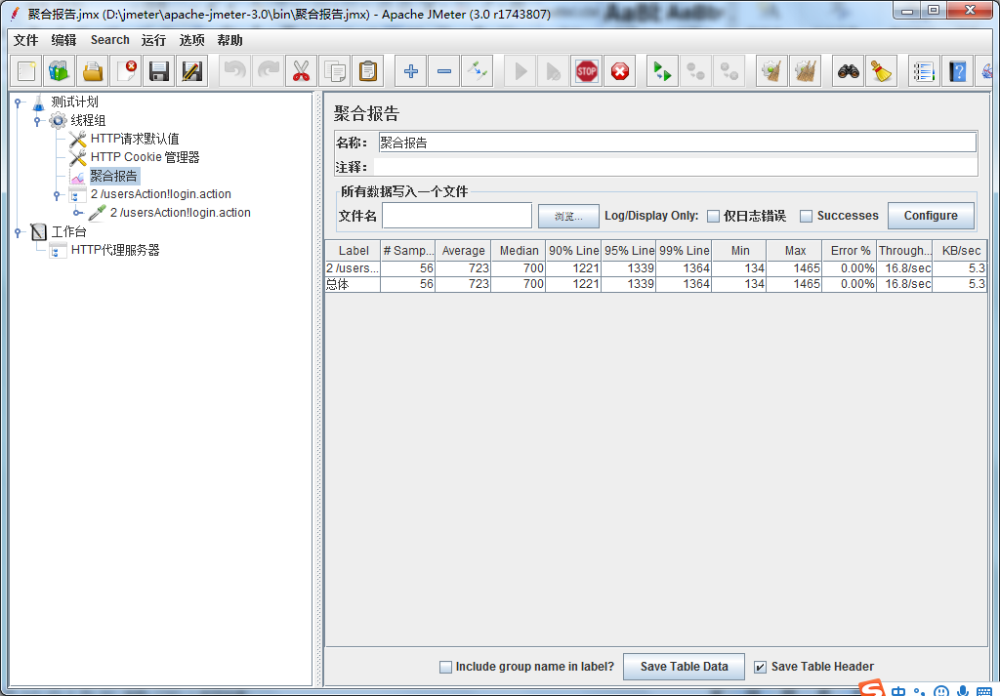 聚合报告.jmx (D:\jmeter\apache-jmeter-3.0\bin\聚合报告.jmx) - Apache JMeter (3.0 r1743807)
文件 编辑 Search 运行 选项 帮助
STOP
测试计划
线程组
HTTP请求默认值
HTTP Cookie 管理器
聚合报告
2 /usersAction!login.action
2 /usersAction!login.action
工作台
HTTP代理服务器
聚合报告
名称： 聚合报告
注释：
所有数据写入一个文件
文件名 浏览... Log/Display Only: 仅日志错误 Successes Configure
Label # Samp... Average Median 90% Line 95% Line 99% Line Min Max Error % Through... KB/sec
2 /users... 56 723 700 1221 1339 1364 134 1465 0.00% 16.8/sec 5.3
总体 56 723 700 1221 1339 1364 134 1465 0.00% 16.8/sec 5.3
Include group name in label? Save Table Data Save Table Header
中